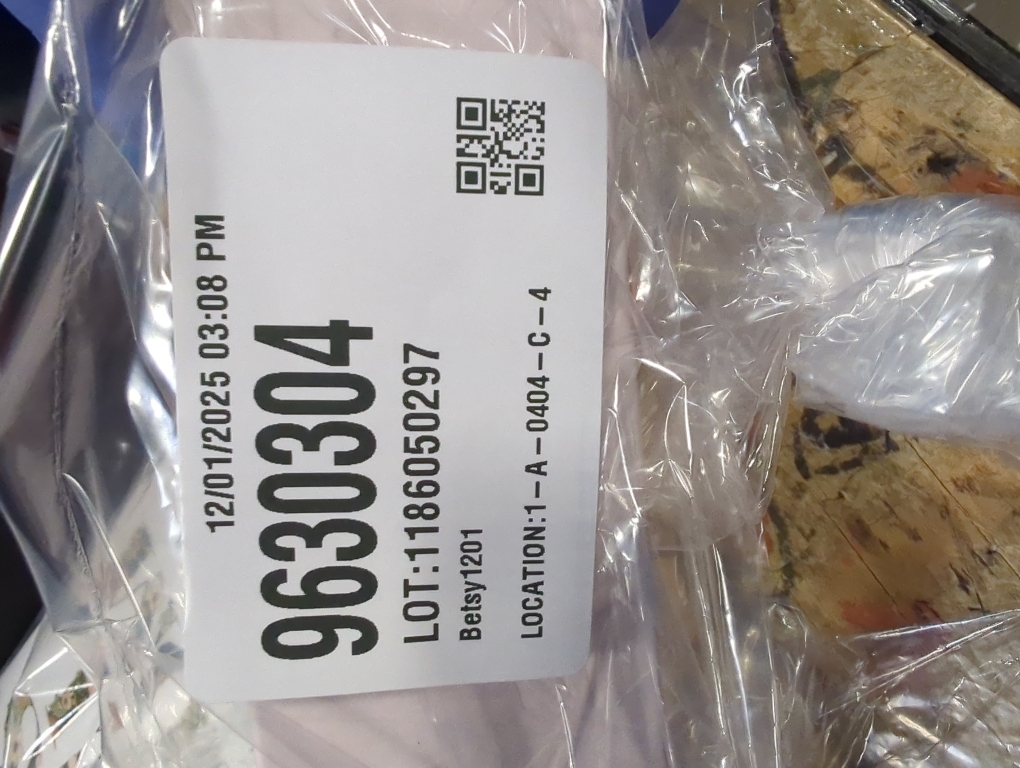 12/01/2025 03:08 PM
9630304
LOT:1186050297
Betsy1201
LOCATION:1-A-0404-C-4